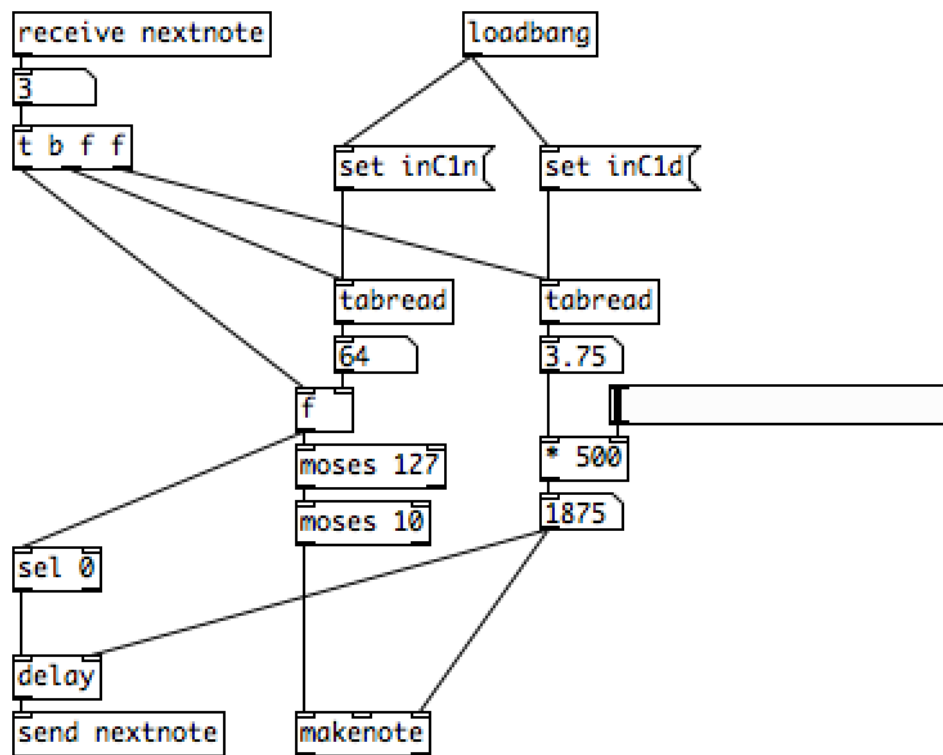 receive nextnote
loadbang
3
t b f f
set inC1n
set inC1d
tabread
tabread
64
3.75
f
moses 127
* 500
moses 10
1875
sel 0
delay
send nextnote
makenote